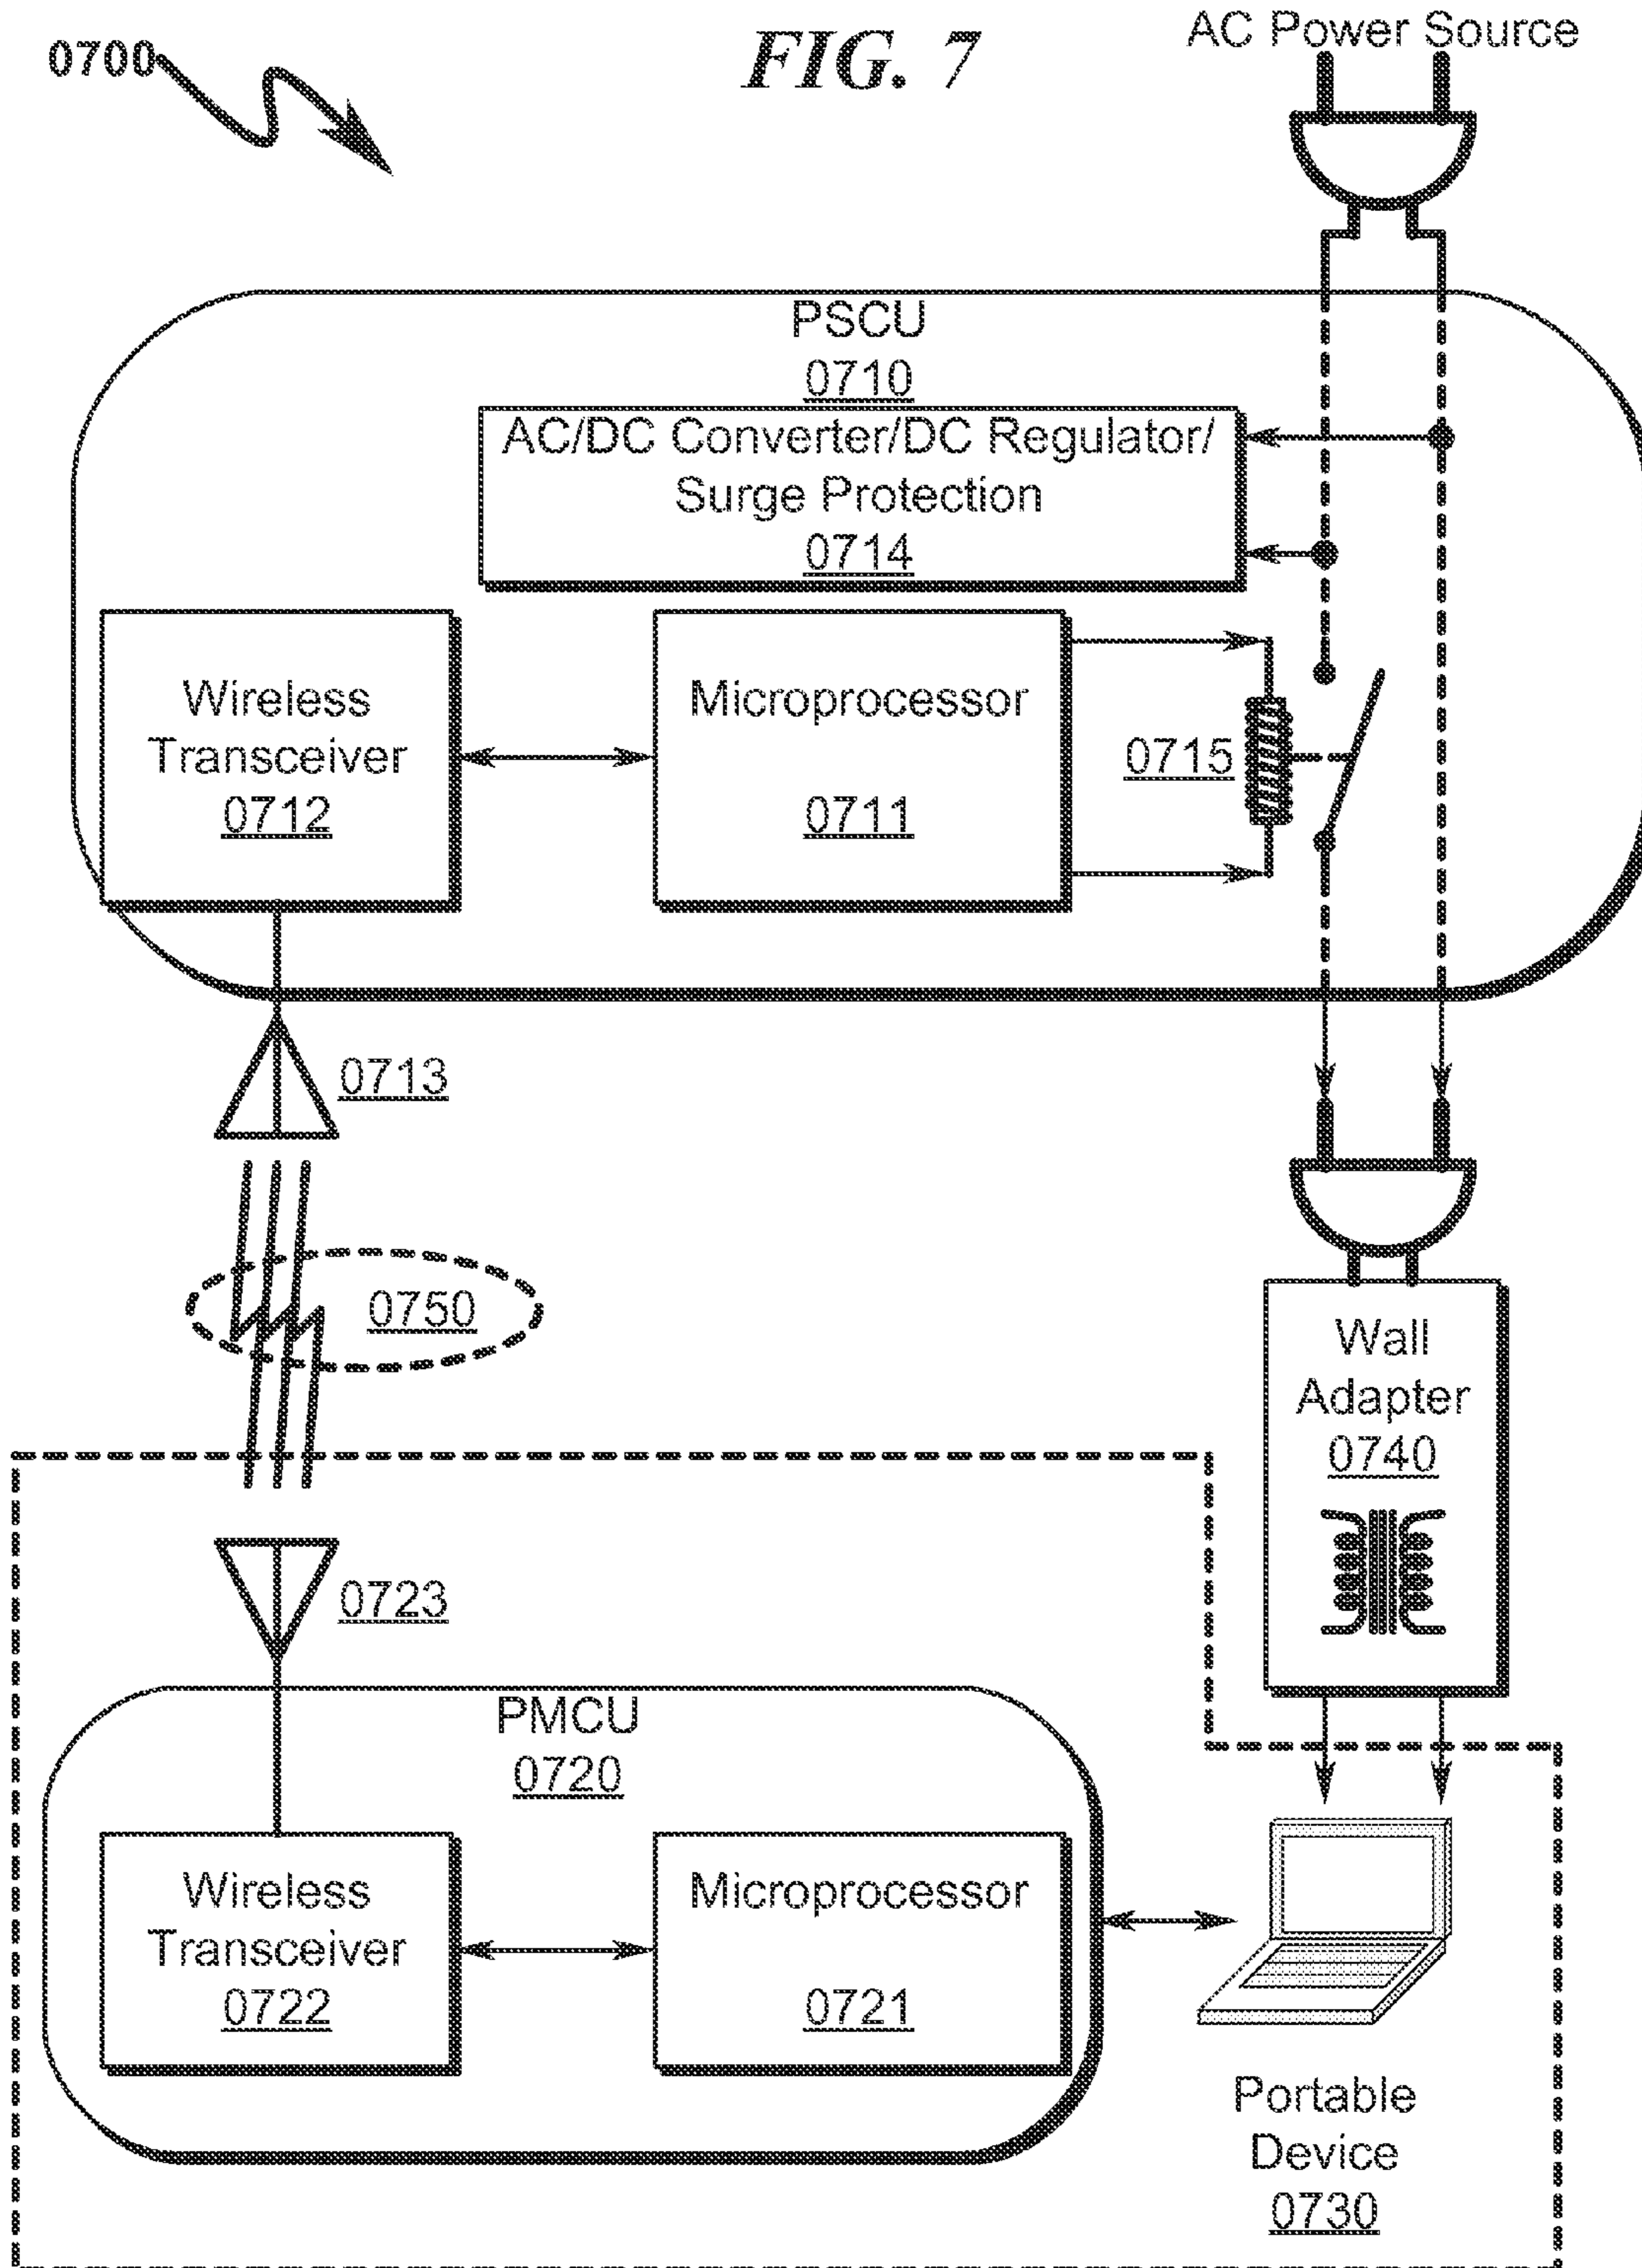 0700
FIG. 7
AC Power Source
PSCU
0710
AC/DC Converter/DC Regulator/
Surge Protection
0714
Wireless
Transceiver
0712
Microprocessor
0711
0715
0713
0750
Wall
Adapter
0740
0723
PMCU
0720
Wireless
Transceiver
0722
Microprocessor
0721
Portable
Device
0730